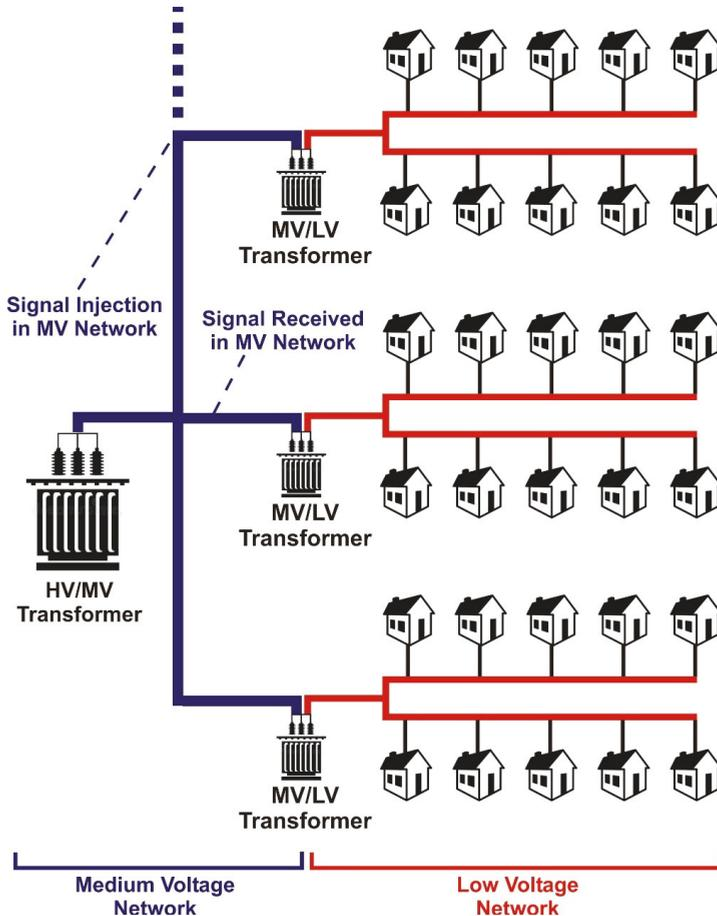 MV/LV
Transformer
Signal Injection
in MV Network
Signal Received
in MV Network
MV/LV
Transformer
HV/MV
Transformer
MV/LV
Transformer
Medium Voltage
Network
Low Voltage
Network